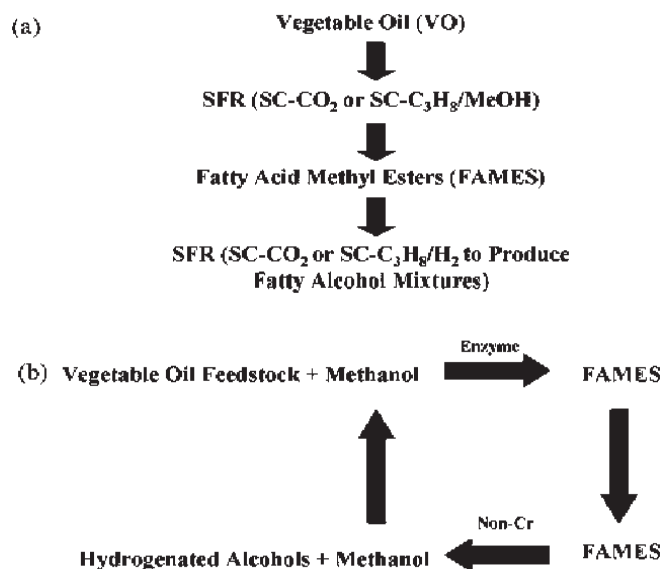 (a)
Vegetable Oil (VO)
SFR (SC-CO₂ or SC-C₃H₈/MeOH)
Fatty Acid Methyl Esters (FAMES)
SFR (SC-CO₂ or SC-C₃H₈/H₂ to Produce
Fatty Alcohol Mixtures)
(b)
Vegetable Oil Feedstock + Methanol
Enzyme
FAMES
Hydrogenated Alcohols + Methanol
Non-Cr
FAMES